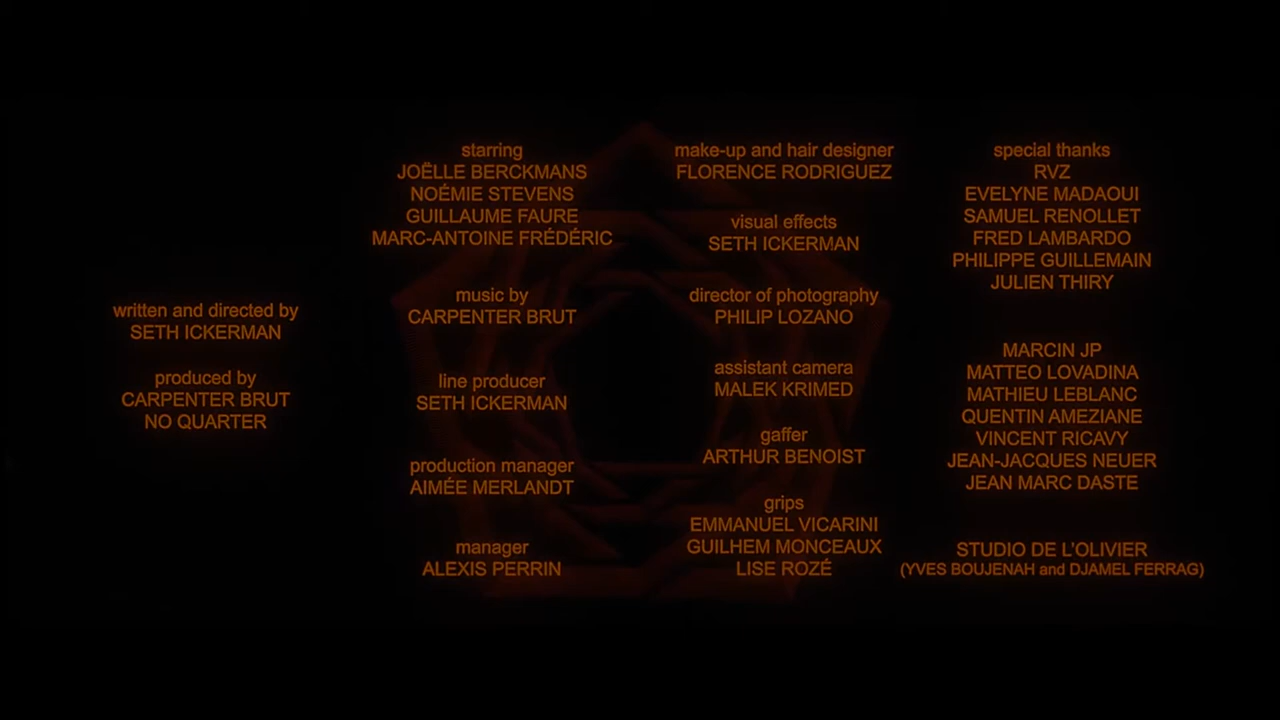 written and directed by
SETH ICKERMAN
produced by
CARPENTER BRUT
NO QUARTER
starring
JOËLLE BERCKMANS
NOÉMIE STEVENS
GUILLAUME FAURE
MARC-ANTOINE FRÉDÉRIC
music by
CARPENTER BRUT
line producer
SETH ICKERMAN
production manager
AIMÉE MERLANDT
manager
ALEXIS PERRIN
make-up and hair designer
FLORENCE RODRIGUEZ
visual effects
SETH ICKERMAN
director of photography
PHILIP LOZANO
assistant camera
MALEK KRIMED
gaffer
ARTHUR BENOIST
grips
EMMANUEL VICARINI
GUILHEM MONCEAUX
LISE ROZÉ
special thanks
RVZ
EVELYNE MADAOUI
SAMUEL RENOLLET
FRED LAMBARDO
PHILIPPE GUILLEMAIN
JULIEN THIRY
MARCIN JP
MATTEO LOVADINA
MATHIEU LEBLANC
QUENTIN AMEZIANE
VINCENT RICAVY
JEAN-JACQUES NEUER
JEAN MARC DASTE
STUDIO DE L'OLIVIER
(YVES BOUJENAH and DJAMEL FERRAG)